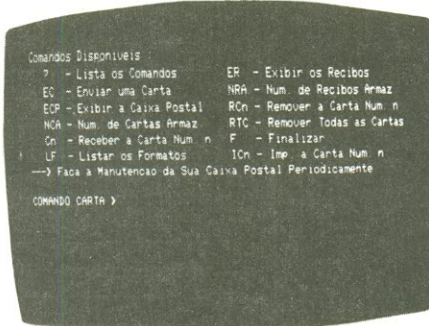 Comandos Disponiveis :
? - Lista os Comandos ER - Exibir os Recibos
EC - Enviar uma Carta NRA - Num. de Recibos Armaz
ECP - Exibir a Caixa Postal RCn - Remover a Carta Num. n
NCA - Num. de Cartas Armaz RTC - Remover Todas as Cartas
Cn - Receber a Carta Num. n F - Finalizar
LF - Listar os Formatos ICn - Imp. a Carta Num. n
---> Faca a Manutencao da Sua Caixa Postal Periodicamente
COMANDO CARTA >